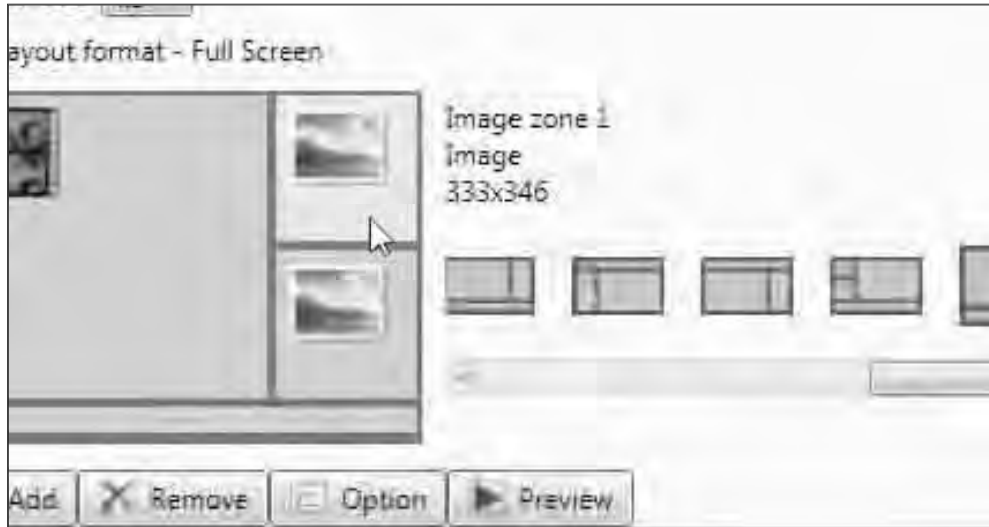 ayout format - Full Screen
Image zone 1
Image
333x346
Add
Remove
Option
Preview